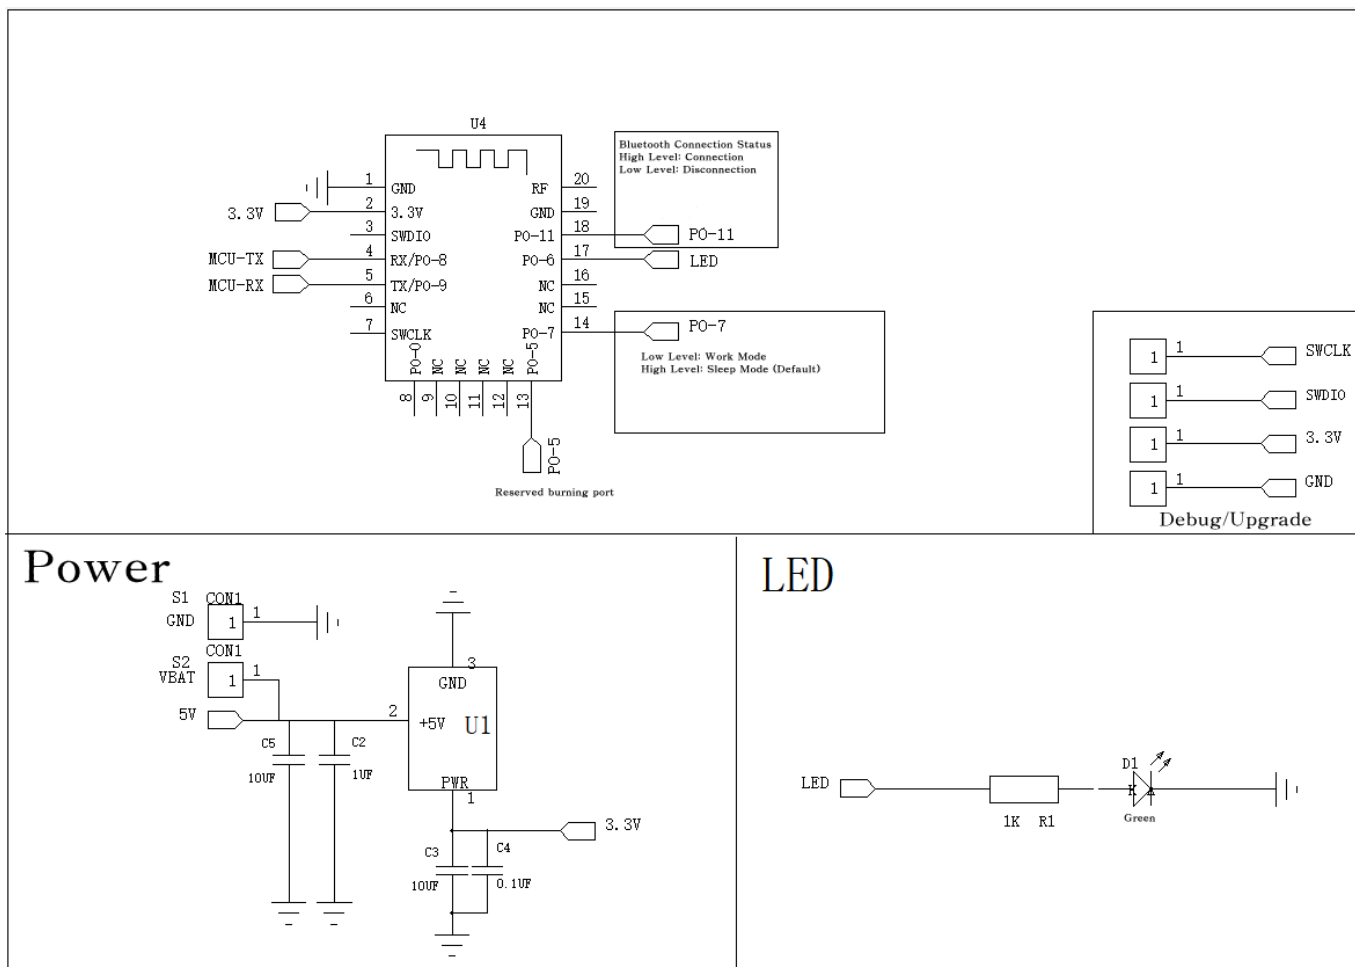 U4
Bluetooth Connection Status
High Level: Connection
Low Level: Disconnection
1
GND
RF
20
3.3V
2
3.3V
GND
19
3
SWDIO
PO-11
18
PO-11
MCU-TX
4
RX/PO-8
PO-6
17
LED
MCU-RX
5
TX/PO-9
NC
16
6
NC
NC
15
7
SWCLK
PO-7
14
PO-7
Low Level: Work Mode
High Level: Sleep Mode (Default)
PO-0
NC
NC
NC
NC
PO-5
8
9
10
11
12
13
PO-5
Reserved burning port
1
1
SWCLK
1
1
SWDIO
1
1
3.3V
1
1
GND
Debug/Upgrade
Power
S1
CON1
GND
1
1
CON1
S2
VBAT
1
1
5V
2
+5V
3
GND
U1
PWR
1
C5
10UF
C2
1UF
3.3V
C3
10UF
C4
0.1UF
LED
LED
1K
R1
D1
K
A
Green